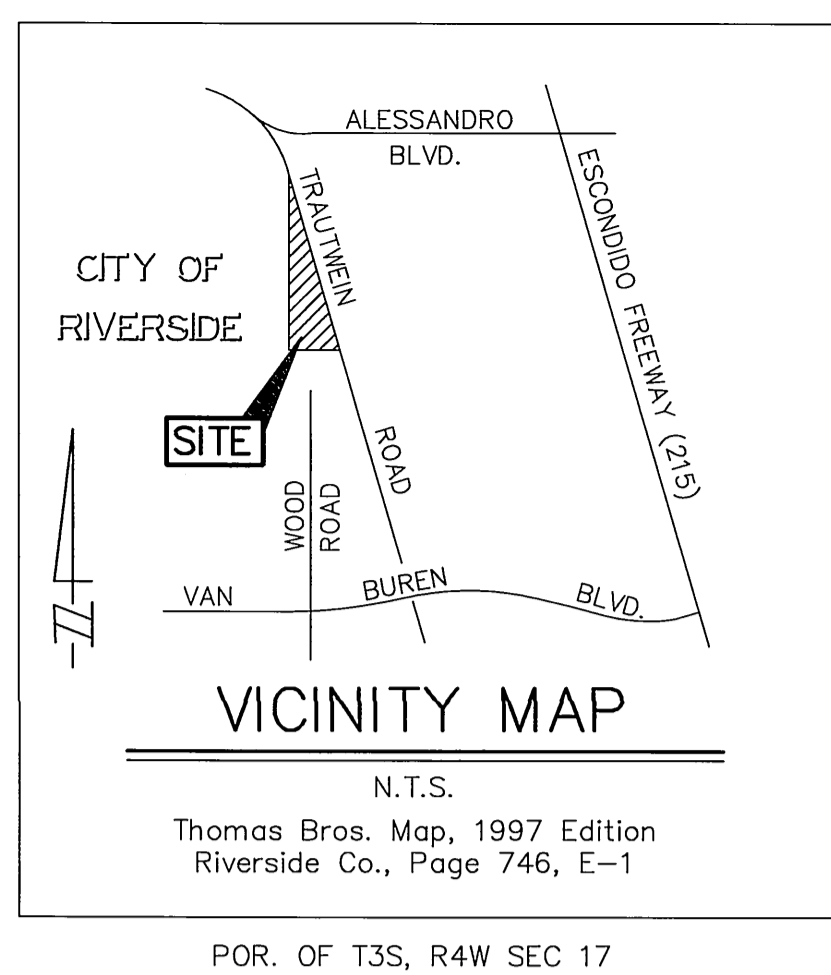 ALESSANDRO
BLVD.
TRAUTWEIN
ESCONDIDO FREEWAY (215)
CITY OF
RIVERSIDE
SITE
ROAD
WOOD
ROAD
VAN
BUREN
BLVD.
N
VICINITY MAP
N.T.S.
Thomas Bros. Map, 1997 Edition
Riverside Co., Page 746, E-1
POR. OF T3S, R4W SEC 17